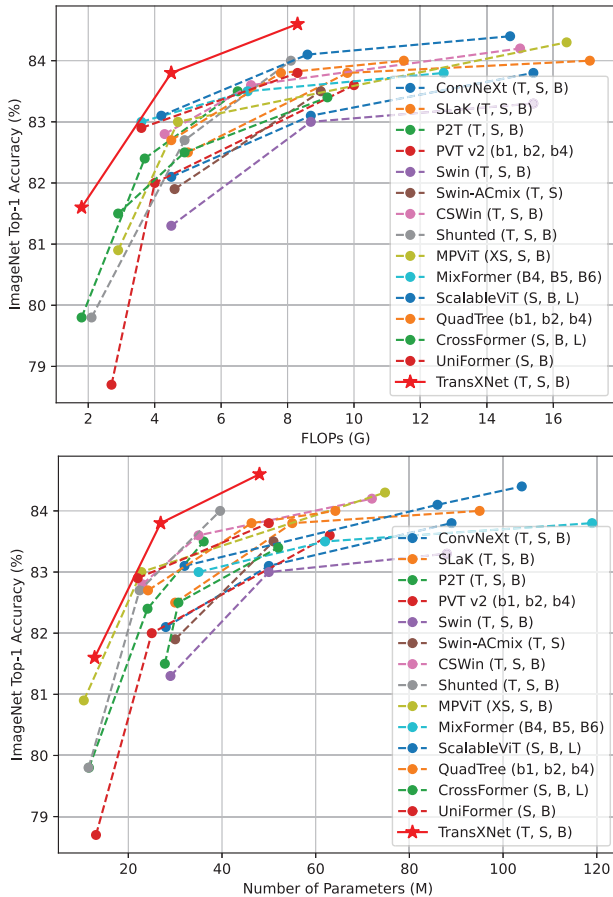 84
83
82
81
80
79
ImageNet Top-1 Accuracy (%)
ConvNeXt (T, S, B)
SLaK (T, S, B)
P2T (T, S, B)
PVT v2 (b1, b2, b4)
Swin (T, S, B)
Swin-ACmix (T, S)
CSWin (T, S, B)
Shunted (T, S, B)
MPViT (XS, S, B)
MixFormer (B4, B5, B6)
ScalableViT (S, B, L)
QuadTree (b1, b2, b4)
CrossFormer (S, B, L)
UniFormer (S, B)
TransXNet (T, S, B)
2 4 6 8 10 12 14 16
FLOPs (G)
84
83
82
81
80
79
ImageNet Top-1 Accuracy (%)
ConvNeXt (T, S, B)
SLaK (T, S, B)
P2T (T, S, B)
PVT v2 (b1, b2, b4)
Swin (T, S, B)
Swin-ACmix (T, S)
CSWin (T, S, B)
Shunted (T, S, B)
MPViT (XS, S, B)
MixFormer (B4, B5, B6)
ScalableViT (S, B, L)
QuadTree (b1, b2, b4)
CrossFormer (S, B, L)
UniFormer (S, B)
TransXNet (T, S, B)
20 40 60 80 100 120
Number of Parameters (M)